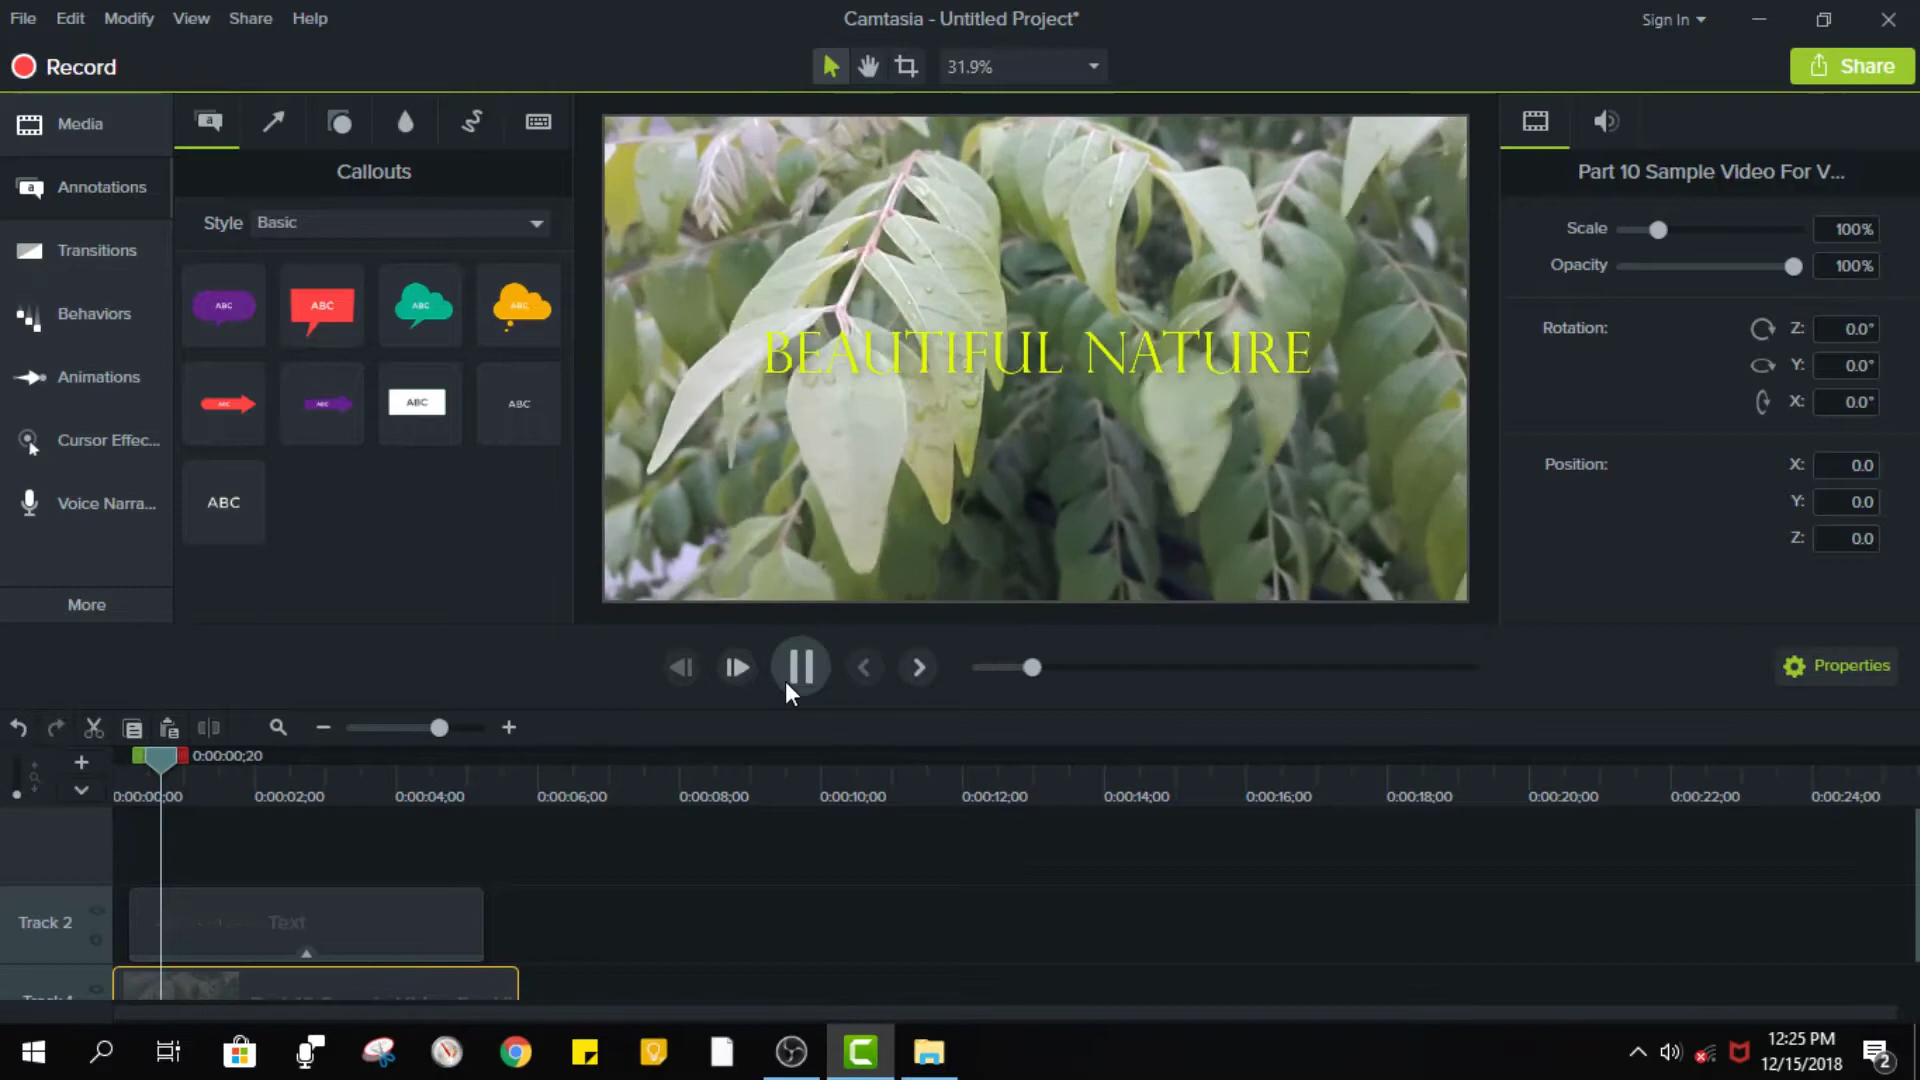 File Edit Modify View Share Help
Camtasia - Untitled Project*
Sign In
Record
31.9%
Share
Media
Annotations
Transitions
Behaviors
Animations
Cursor Effec...
Voice Narra...
More
Callouts
Style Basic
ABC ABC ABC ABC
ABC ABC ABC ABC
ABC
BEAUTIFUL NATURE
Part 10 Sample Video For V...
Scale 100%
Opacity 100%
Rotation: Z: 0.0°
Y: 0.0°
X: 0.0°
Position: X: 0.0
Y: 0.0
Z: 0.0
Properties
0:00:00;20
0:00:00;00 0:00:02;00 0:00:04;00 0:00:06;00 0:00:08;00 0:00:10;00 0:00:12;00 0:00:14;00 0:00:16;00 0:00:18;00 0:00:20;00 0:00:22;00 0:00:24;00
Track 2
Text
12:25 PM
12/15/2018
2